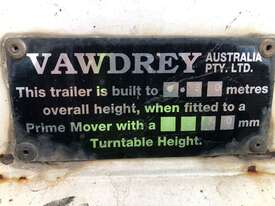 VAWDREY AUSTRALIA PTY. LTD.
This trailer is built to metres
overall height, when fitted to a
Prime Mover with a mm
Turntable Height.